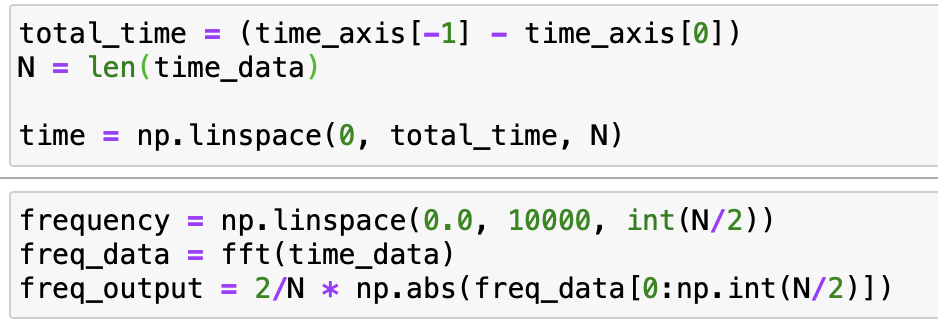 total_time = (time_axis[-1] - time_axis[0])
N = len(time_data)
time = np.linspace(0, total_time, N)
frequency = np.linspace(0.0, 10000, int(N/2))
freq_data = fft(time_data)
freq_output = 2/N * np.abs(freq_data[0:np.int(N/2)])